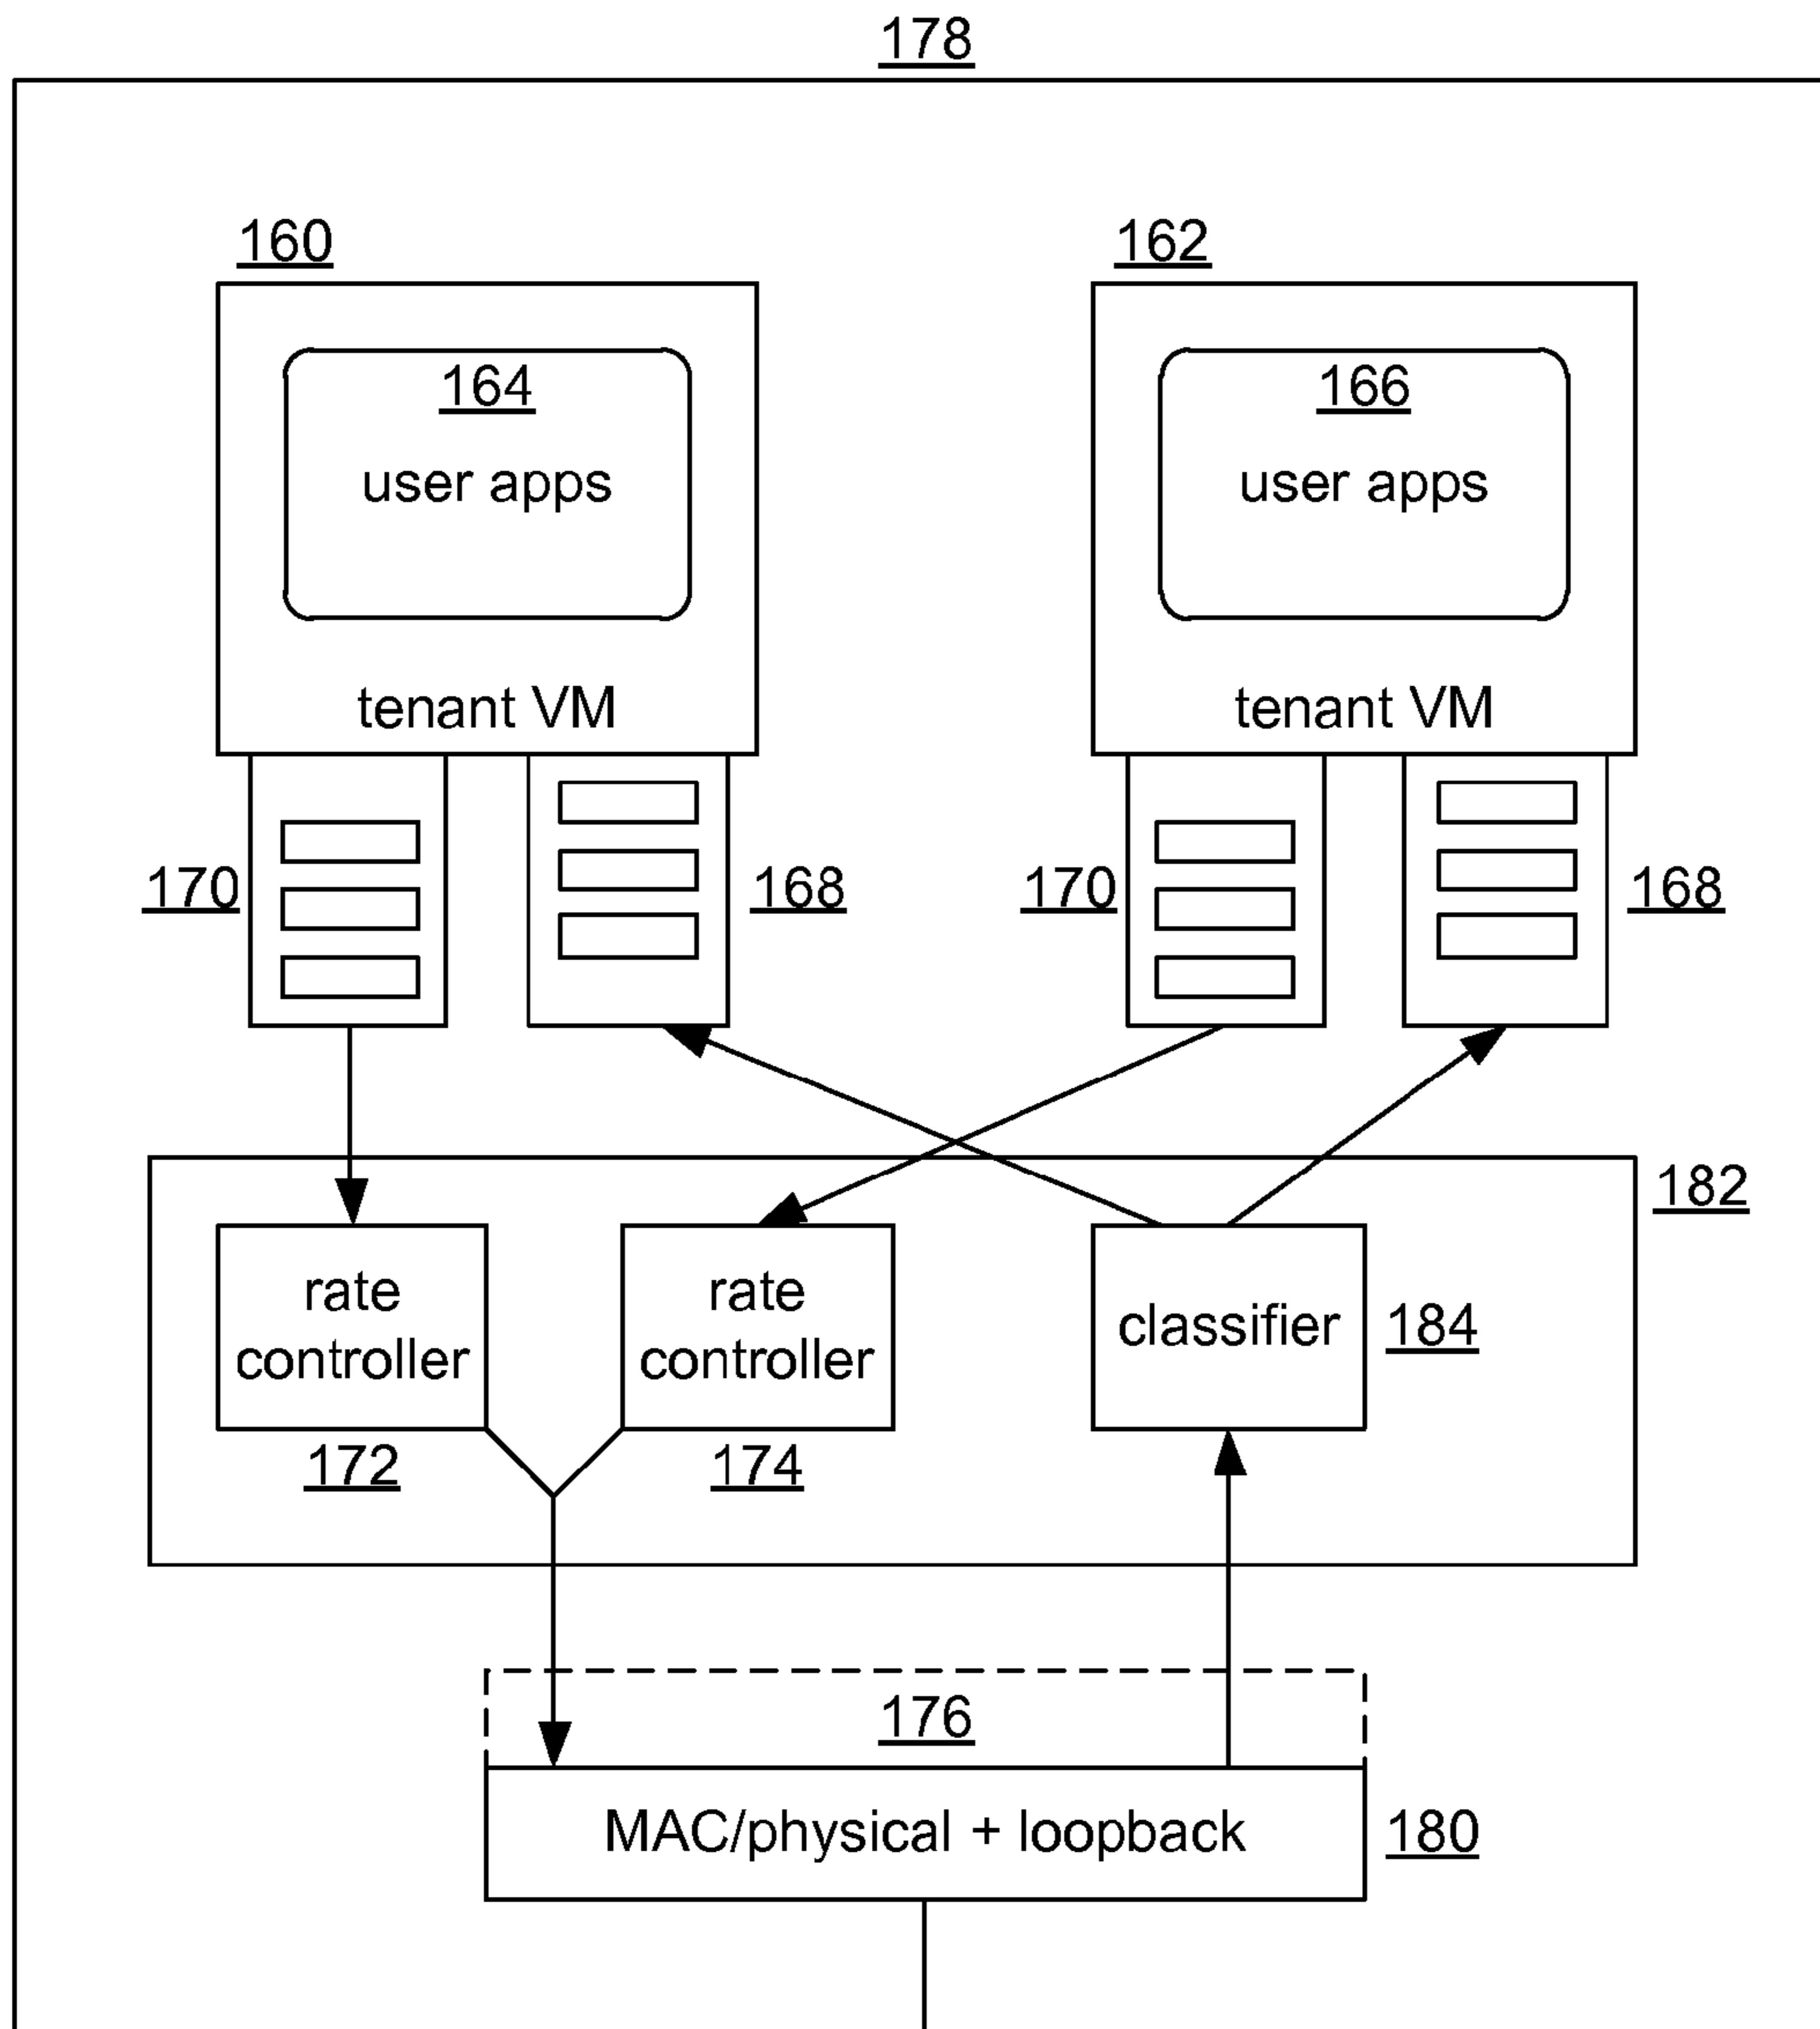 178
160
162
164
166
user apps
user apps
tenant VM
tenant VM
170
168
170
168
182
rate
controller
rate
controller
classifier
184
172
174
176
MAC/physical + loopback
180